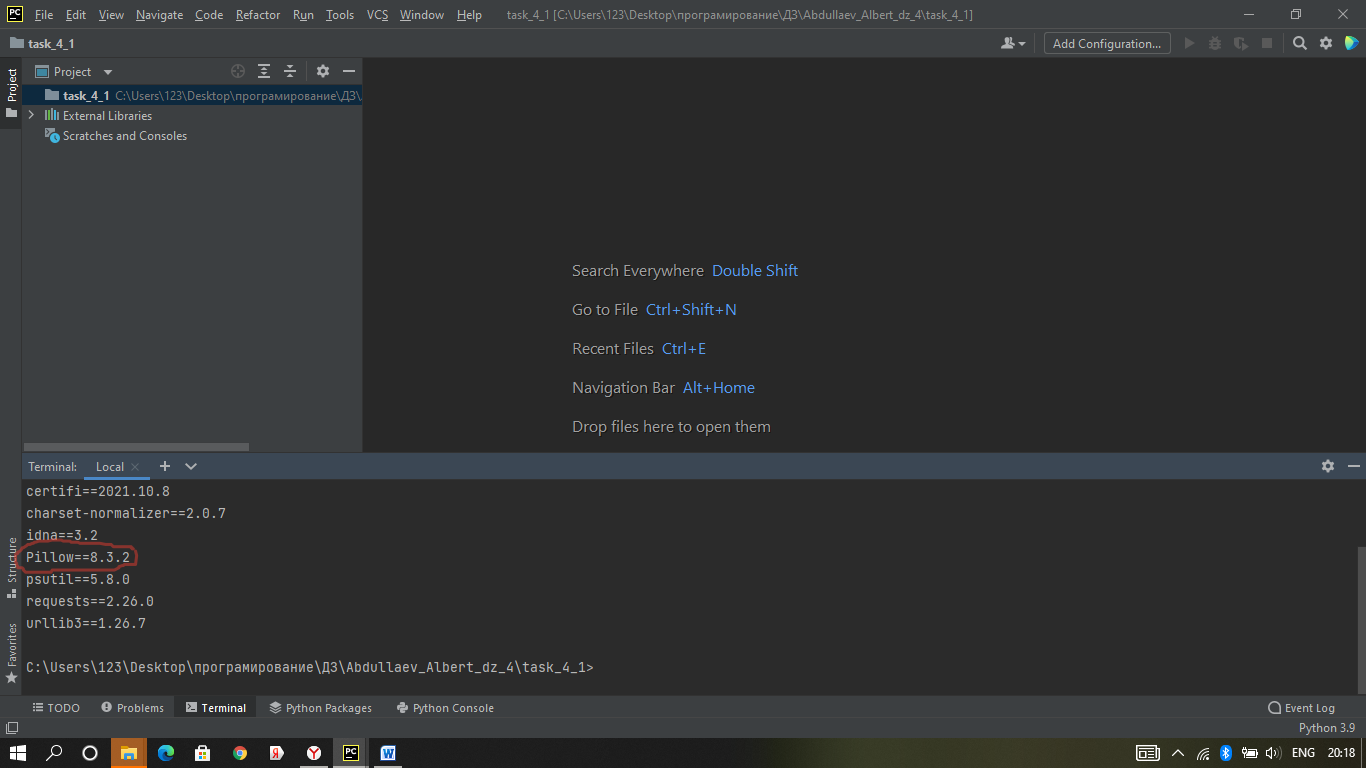 PC File Edit View Navigate Code Refactor Run Tools VCS Window Help task_4_1 [C:\Users\123\Desktop\програмирование\ДЗ\Abdullaev_Albert_dz_4\task_4_1]
task_4_1 Add Configuration...
Project
Project
task_4_1 C:\Users\123\Desktop\програмирование\ДЗ\
External Libraries
Scratches and Consoles
Search Everywhere Double Shift
Go to File Ctrl+Shift+N
Recent Files Ctrl+E
Navigation Bar Alt+Home
Drop files here to open them
Structure
Favorites
Terminal: Local
certifi==2021.10.8
charset-normalizer==2.0.7
idna==3.2
Pillow==8.3.2
psutil==5.8.0
requests==2.26.0
urllib3==1.26.7
C:\Users\123\Desktop\програмирование\ДЗ\Abdullaev_Albert_dz_4\task_4_1>
TODO Problems Terminal Python Packages Python Console Event Log
Python 3.9
Я Y PC W ENG 20:18